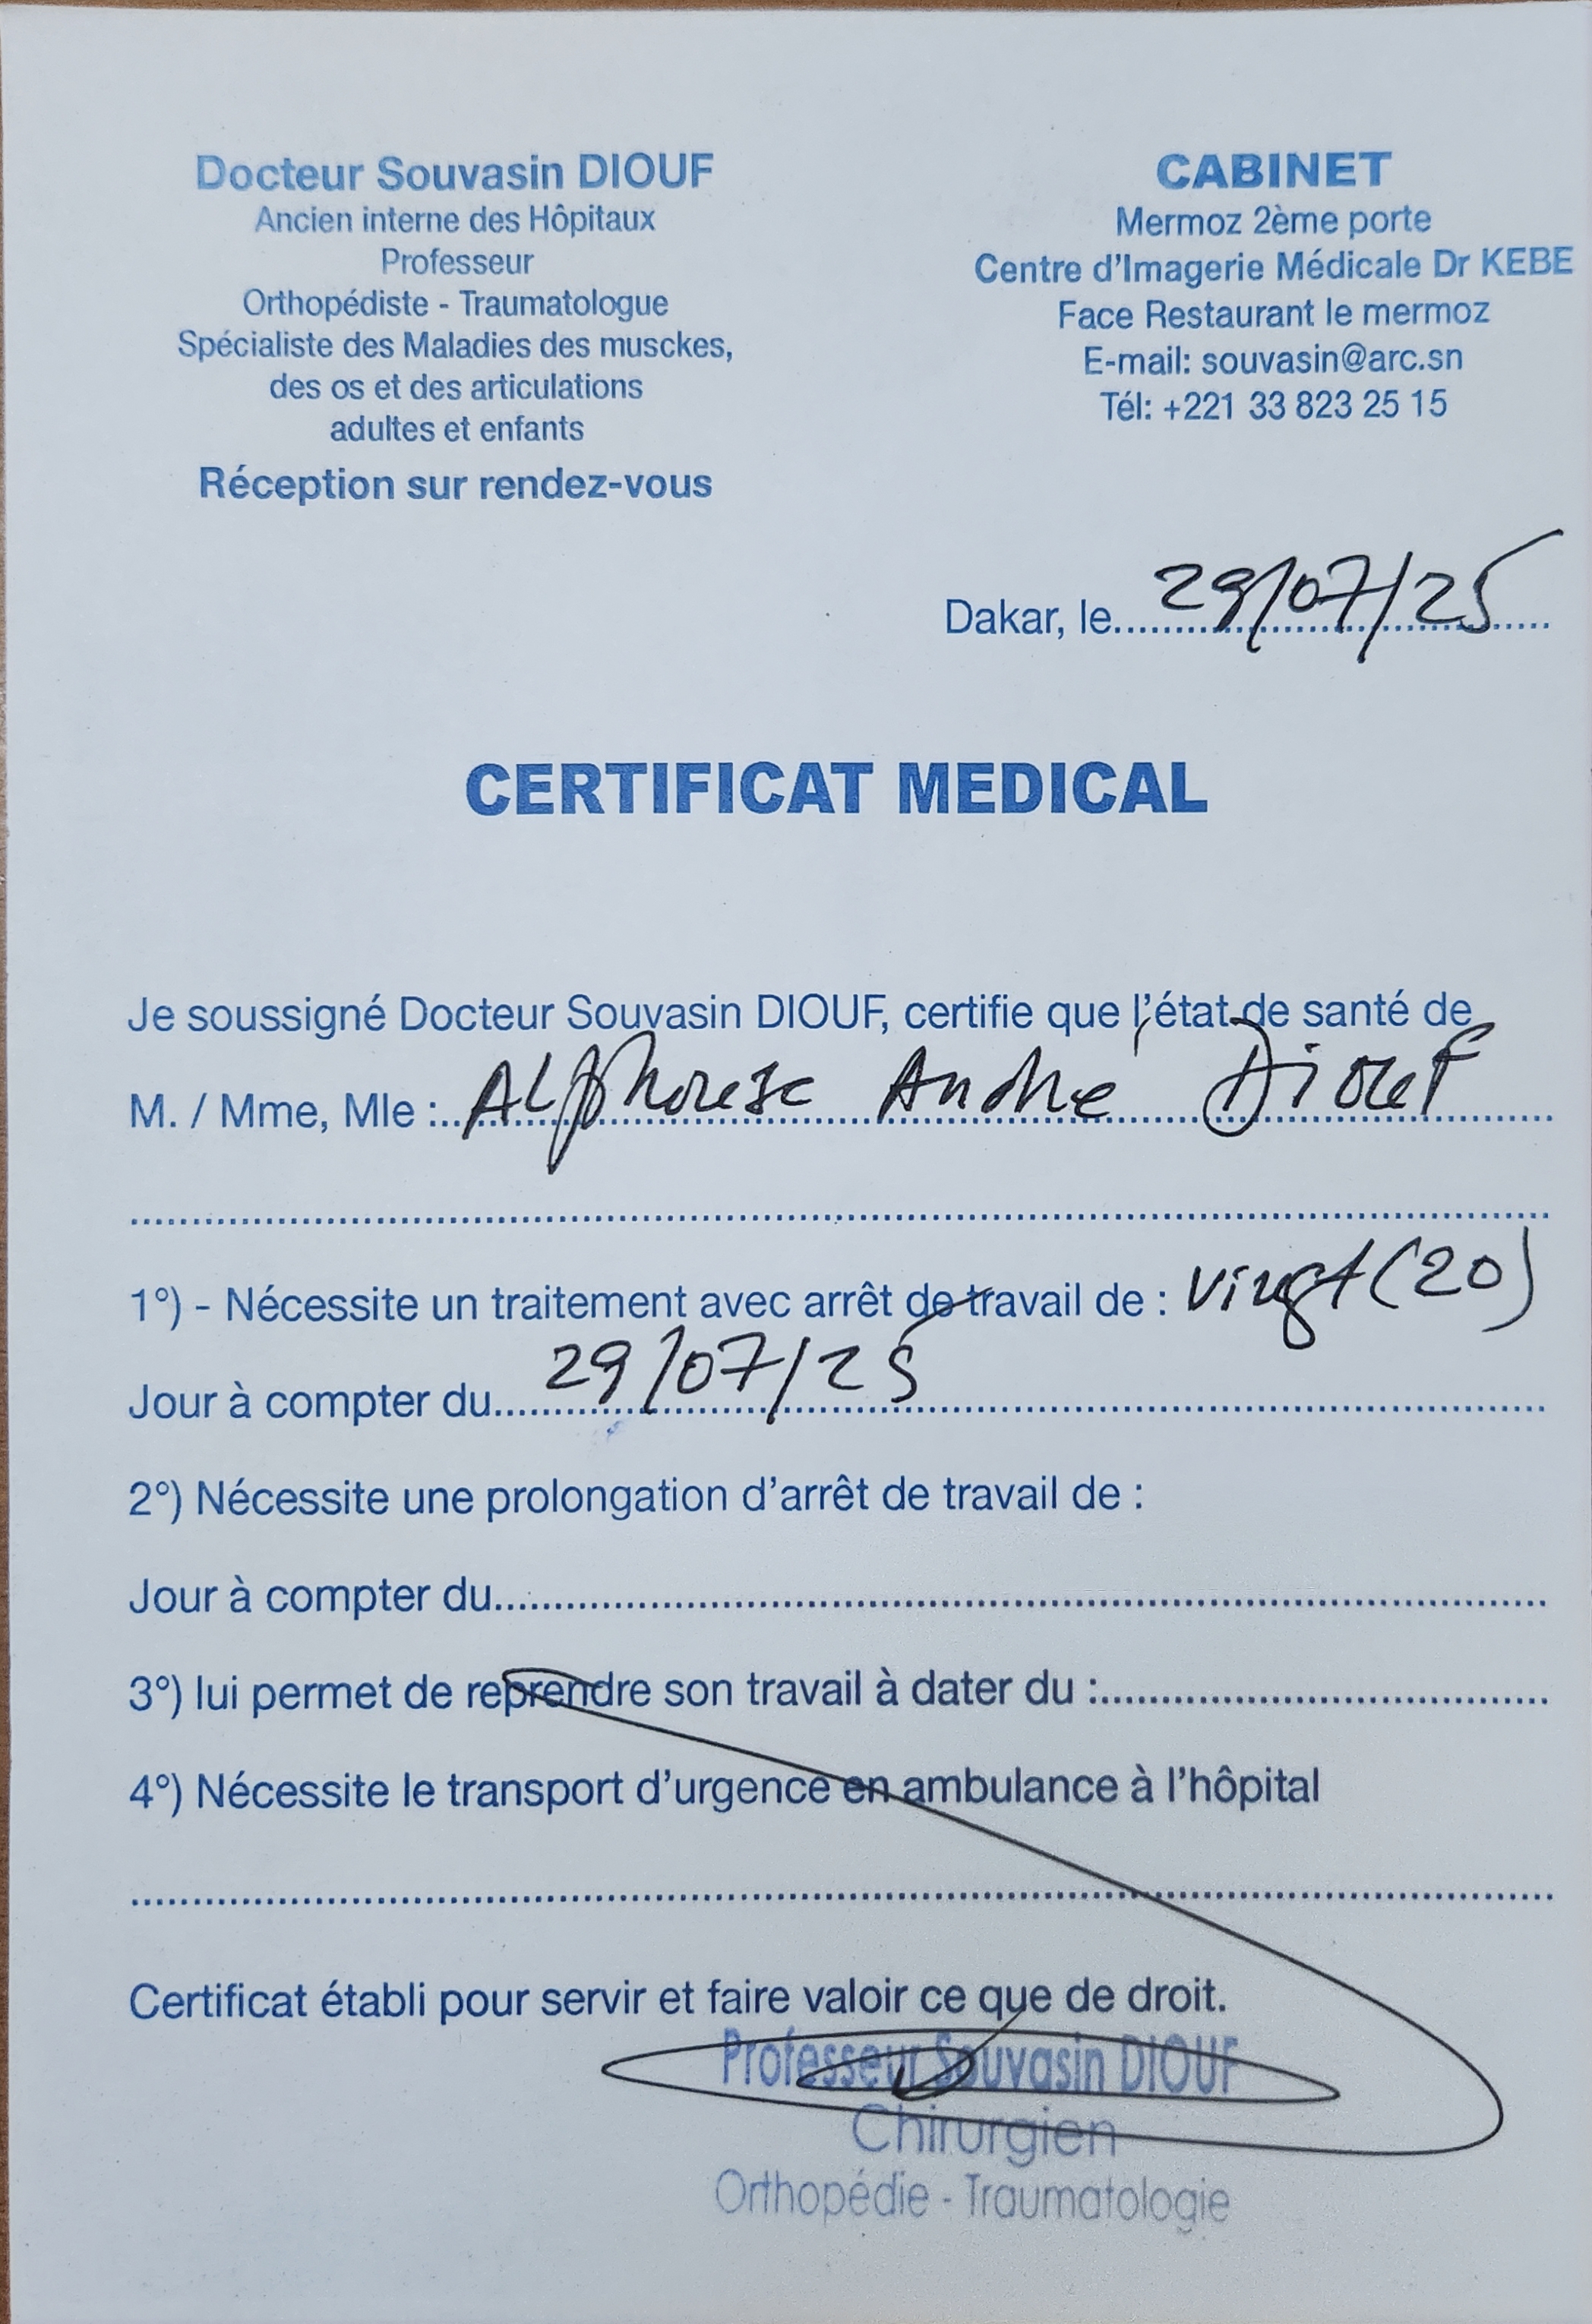 Docteur Souvasin DIOUF
Ancien interne des Hôpitaux
Professeur
Orthopédiste - Traumatologue
Spécialiste des Maladies des musckes,
des os et des articulations
adultes et enfants
Réception sur rendez-vous
CABINET
Mermoz 2ème porte
Centre d'Imagerie Médicale Dr KEBE
Face Restaurant le mermoz
E-mail: souvasin@arc.sn
Tél: +221 33 823 25 15
Dakar, le 29/07/25
CERTIFICAT MEDICAL
Je soussigné Docteur Souvasin DIOUF, certifie que l'état de santé de
M. / Mme, Mle : Alphonse André Diouf
1°) - Nécessite un traitement avec arrêt de travail de : Vingt (20)
Jour à compter du 29/07/25
2°) Nécessite une prolongation d'arrêt de travail de :
Jour à compter du
3°) lui permet de reprendre son travail à dater du :
4°) Nécessite le transport d'urgence en ambulance à l'hôpital
Certificat établi pour servir et faire valoir ce que de droit.
Professeur Souvasin DIOUF
Chirurgien
Orthopédie - Traumatologie